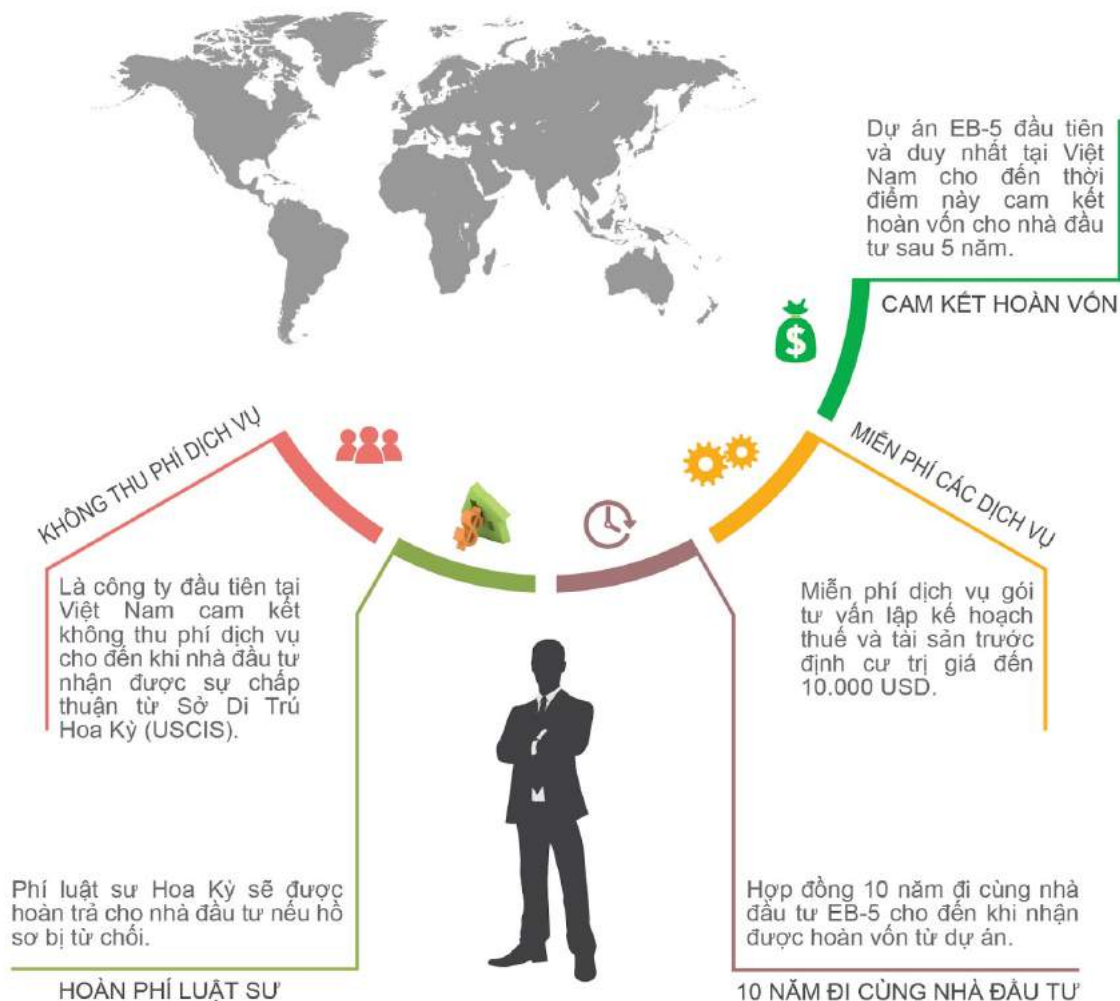 Dự án EB-5 đầu tiên
và duy nhất tại Việt
Nam cho đến thời
điểm này cam kết
hoàn vốn cho nhà đầu
tư sau 5 năm.
CAM KẾT HOÀN VỐN
KHÔNG THU PHÍ DỊCH VỤ
Là công ty đầu tiên tại
Việt Nam cam kết
không thu phí dịch vụ
cho đến khi nhà đầu tư
nhận được sự chấp
thuận từ Sở Di Trú
Hoa Kỳ (USCIS).
MIỄN PHÍ CÁC DỊCH VỤ
Miễn phí dịch vụ gói
tư vấn lập kế hoạch
thuế và tài sản trước
định cư trị giá đến
10.000 USD.
Phí luật sư Hoa Kỳ sẽ được
hoàn trả cho nhà đầu tư nếu hồ
sơ bị từ chối.
HOÀN PHÍ LUẬT SƯ
Hợp đồng 10 năm đi cùng nhà
đầu tư EB-5 cho đến khi nhận
được hoàn vốn từ dự án.
10 NĂM ĐI CÙNG NHÀ ĐẦU TƯ